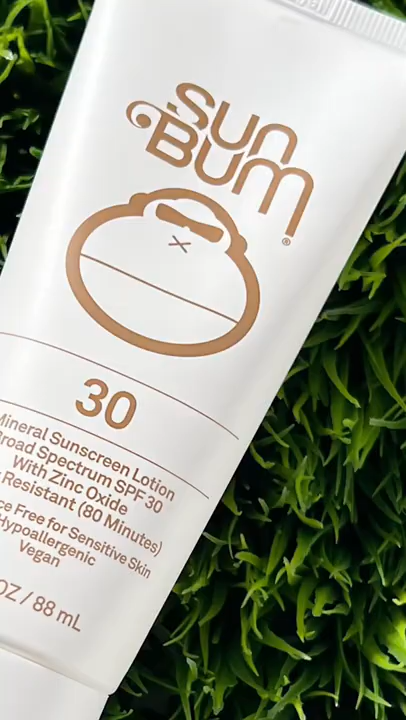 Sun
Bum
®
30
Mineral Sunscreen Lotion
Broad Spectrum SPF 30
With Zinc Oxide
Resistant (80 Minutes)
Free for Sensitive Skin
Hypoallergenic
Vegan
OZ / 88 mL